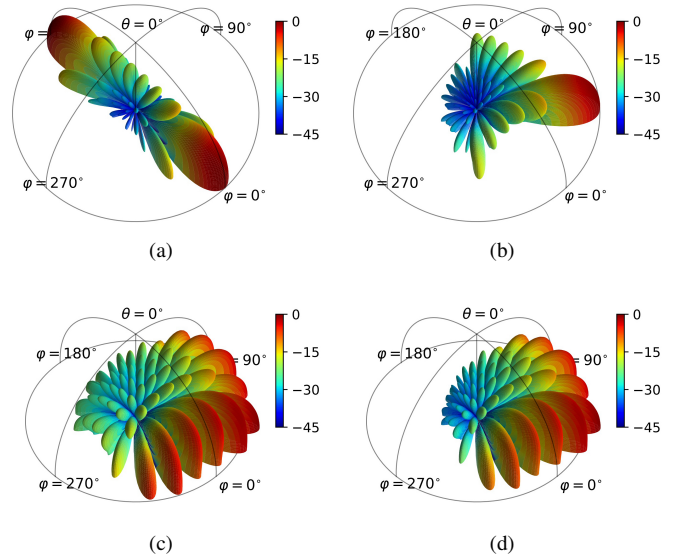 θ = 0°
φ =
φ = 90°
φ = 270°
φ = 0°
0
−15
−30
−45
(a)
θ = 0°
φ = 180°
φ = 90°
φ = 270°
φ = 0°
0
−15
−30
−45
(b)
θ = 0°
φ = 180°
= 90°
φ = 270°
φ = 0°
0
−15
−30
−45
(c)
θ = 0°
φ = 180°
90°
φ = 270°
φ = 0°
0
−15
−30
−45
(d)